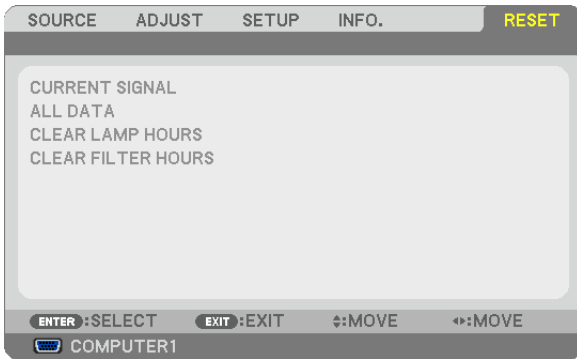 SOURCE ADJUST SETUP INFO. RESET
CURRENT SIGNAL
ALL DATA
CLEAR LAMP HOURS
CLEAR FILTER HOURS
ENTER :SELECT EXIT :EXIT :MOVE :MOVE
COMPUTER1